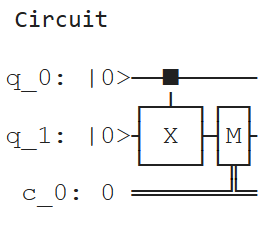 Circuit
q_0: |0>
q_1: |0> X M
c_0: 0